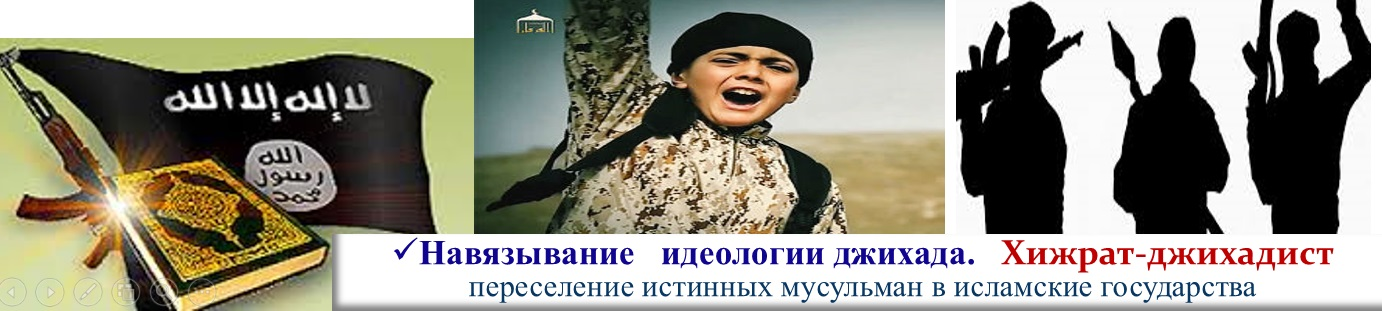 لا إله إلا الله
الله
رسول
محمد
✓Навязывание идеологии джихада. Хижрат-джихадист
переселение истинных мусульман в исламские государства